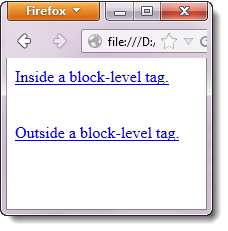 Firefox
file:///D:/
Inside a block-level tag.
Outside a block-level tag.